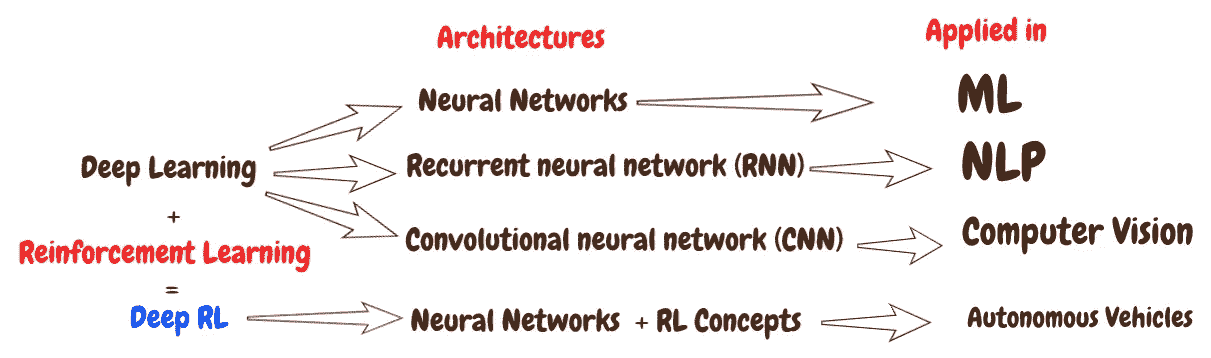 Architectures
Applied in
Neural Networks
ML
Deep Learning
Recurrent neural network (RNN)
NLP
+
Reinforcement Learning
Convolutional neural network (CNN)
Computer Vision
=
Deep RL
Neural Networks + RL Concepts
Autonomous Vehicles